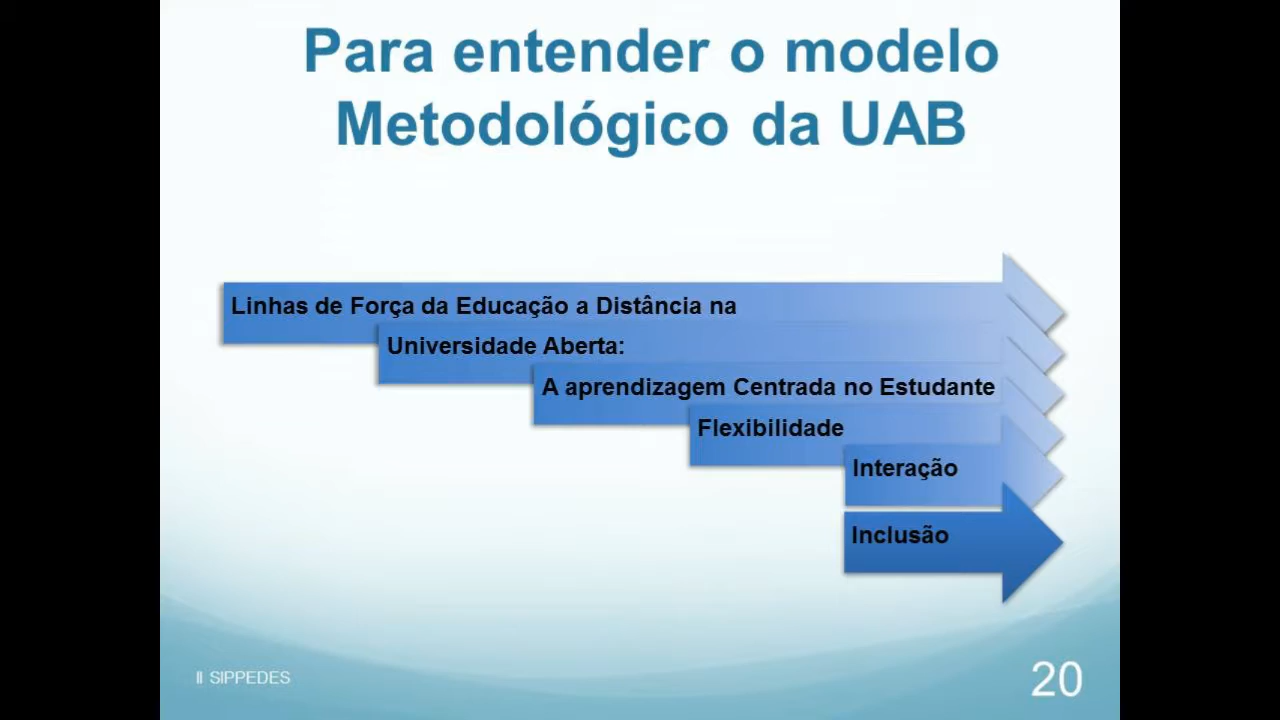 Para entender o modelo
Metodológico da UAB
Linhas de Força da Educação a Distância na
Universidade Aberta:
A aprendizagem Centrada no Estudante
Flexibilidade
Interação
Inclusão
II SIPPEDES
20